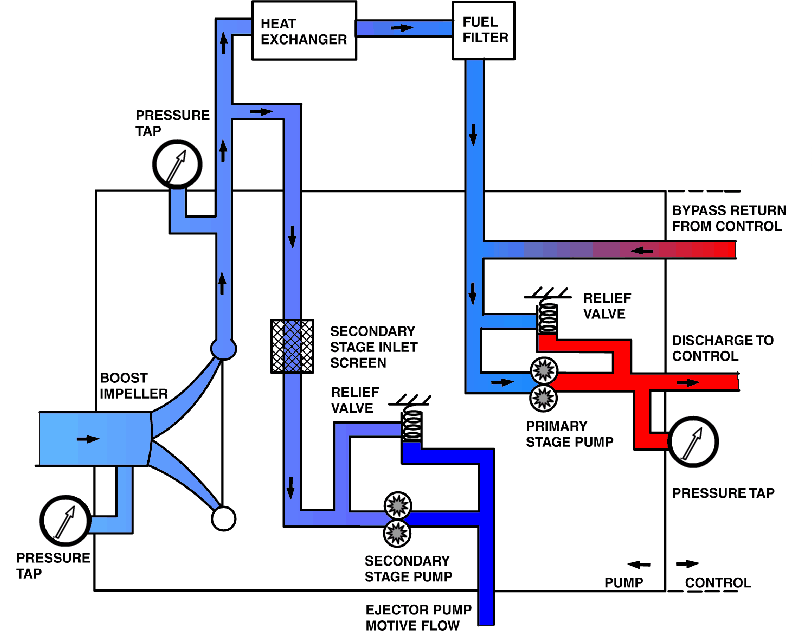 HEAT
EXCHANGER
FUEL
FILTER
PRESSURE
TAP
BYPASS RETURN
FROM CONTROL
RELIEF
VALVE
SECONDARY
STAGE INLET
SCREEN
DISCHARGE TO
CONTROL
BOOST
IMPELLER
RELIEF
VALVE
PRIMARY
STAGE PUMP
PRESSURE TAP
PRESSURE
TAP
SECONDARY
STAGE PUMP
PUMP
CONTROL
EJECTOR PUMP
MOTIVE FLOW